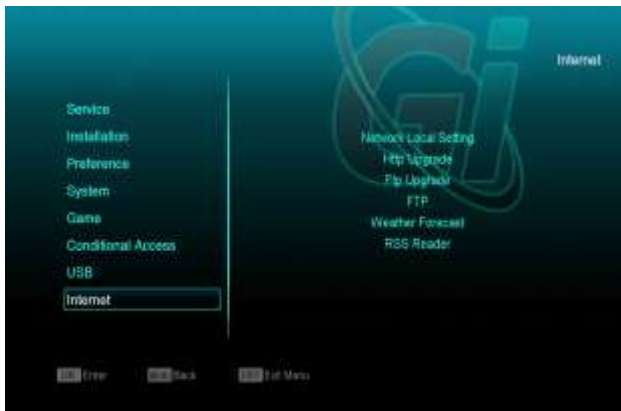 Internet
Service
Installation
Preference
System
Game
Conditional Access
USB
Internet
Network Local Setting
Http Upgrade
Ftp Upgrade
FTP
Weather Forecast
RSS Reader
Enter
Back
Exit Menu